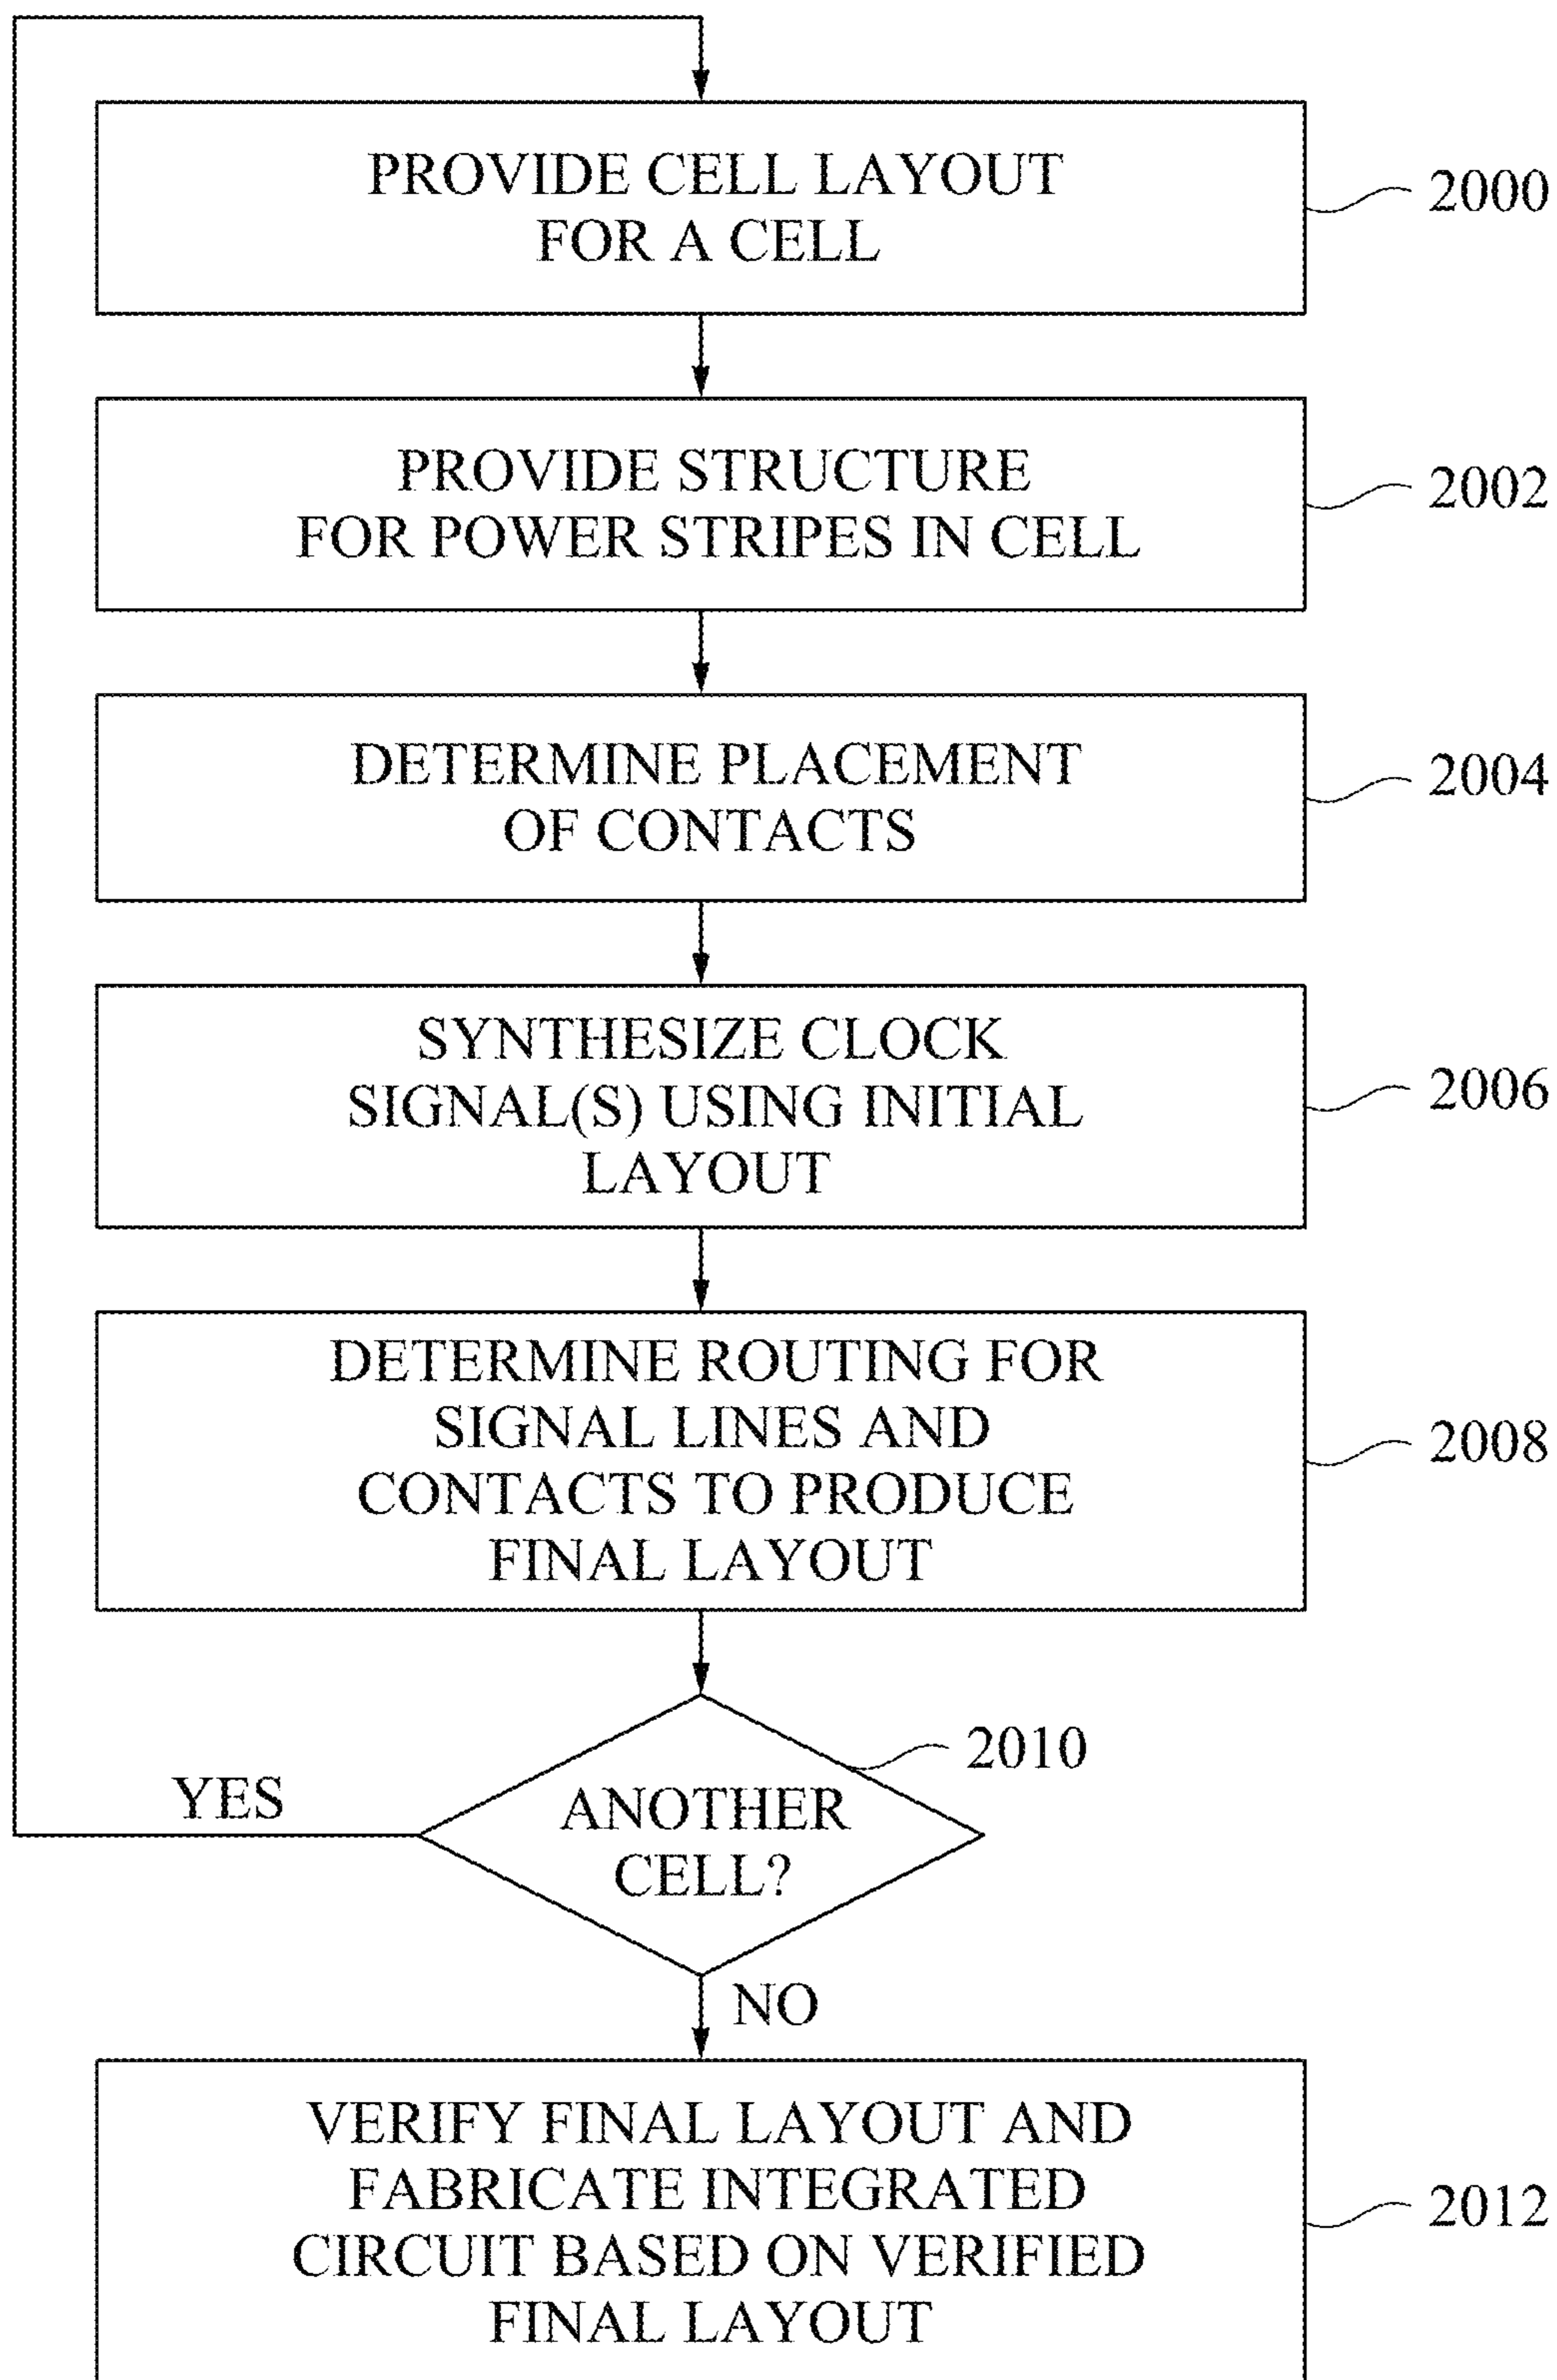 PROVIDE CELL LAYOUT
FOR A CELL
2000
PROVIDE STRUCTURE
FOR POWER STRIPES IN CELL
2002
DETERMINE PLACEMENT
OF CONTACTS
2004
SYNTHESIZE CLOCK
SIGNAL(S) USING INITIAL
LAYOUT
2006
DETERMINE ROUTING FOR
SIGNAL LINES AND
CONTACTS TO PRODUCE
FINAL LAYOUT
2008
2010
YES
ANOTHER
CELL?
NO
VERIFY FINAL LAYOUT AND
FABRICATE INTEGRATED
CIRCUIT BASED ON VERIFIED
FINAL LAYOUT
2012